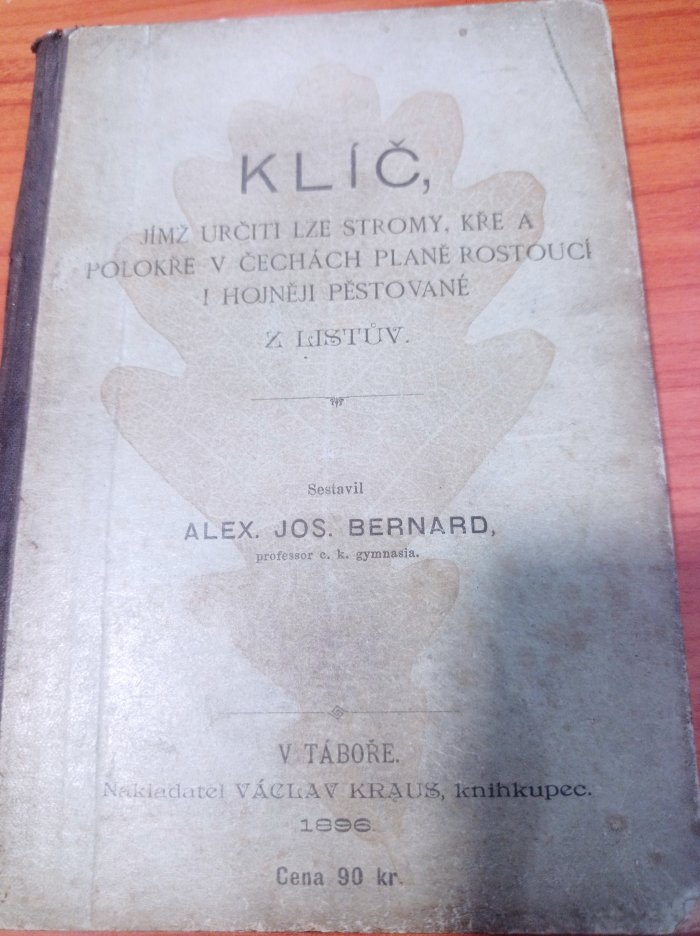 KLÍČ,
JÍMŽ URČITI LZE STROMY, KŘE A
POLOKŘE V ČECHÁCH PLANĚ ROSTOUCÍ
I HOJNĚJI PĚSTOVANÉ
Z LISTŮV.
Sestavil
ALEX. JOS. BERNARD,
professor c. k. gymnasia.
V TÁBOŘE.
Nakladatel VÁCLAV KRAUS, knihkupec.
1896.
Cena 90 kr.